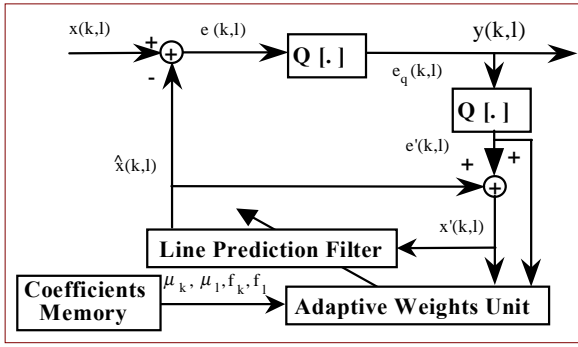 x(k,l)
+
e (k,l)
y(k,l)
+
Q [. ]
-
e_q(k,l)
Q [. ]
e'(k,l)
x̂(k,l)
+
+
+
x'(k,l)
Line Prediction Filter
μ_k, μ_l,f_k,f_l
Coefficients
Memory
Adaptive Weights Unit